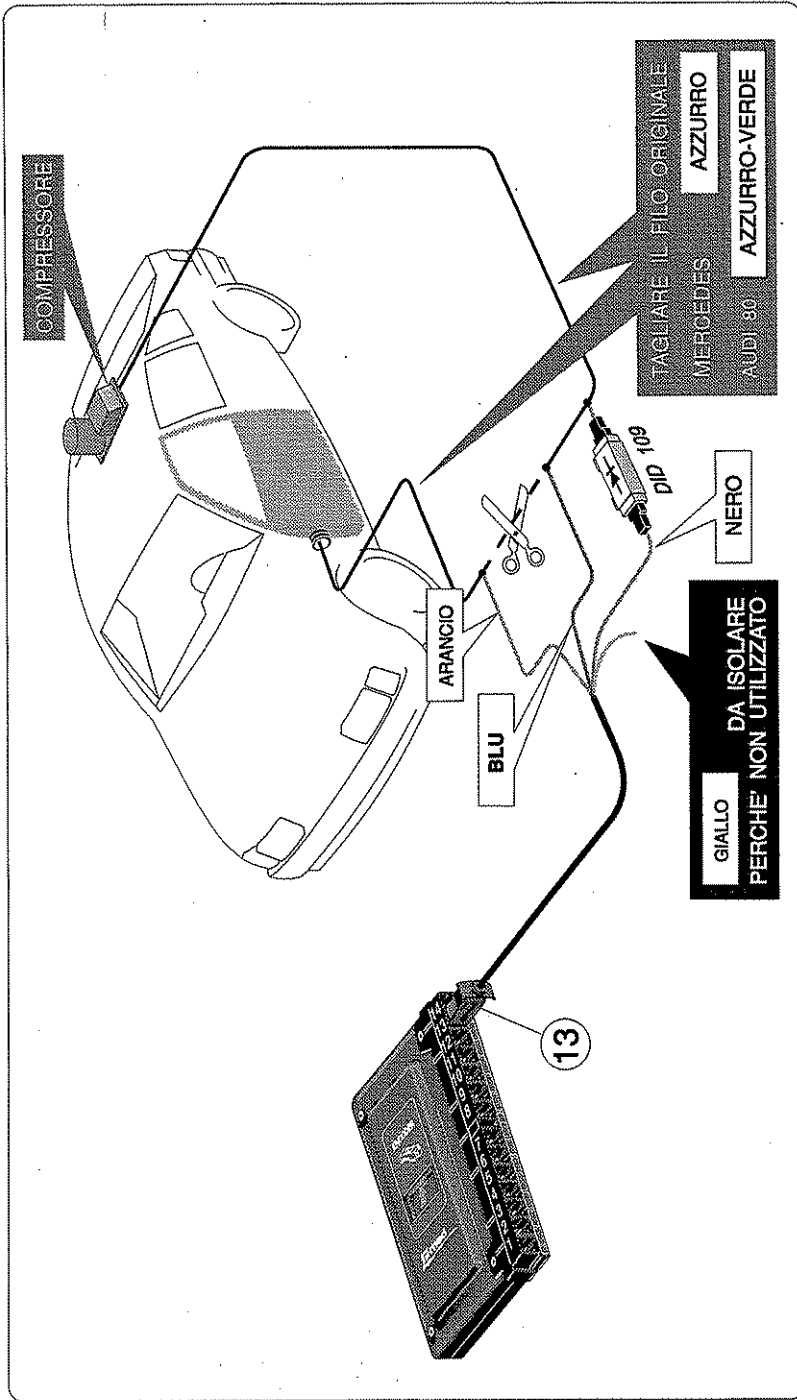 COMPRESSORE
TAGLIARE IL FILO ORIGINALE
MERCEDES AZZURRO
AUDI 80 AZZURRO-VERDE
ARANCIO
BLU
DID 109
NERO
GIALLO DA ISOLARE
PERCHE' NON UTILIZZATO
13